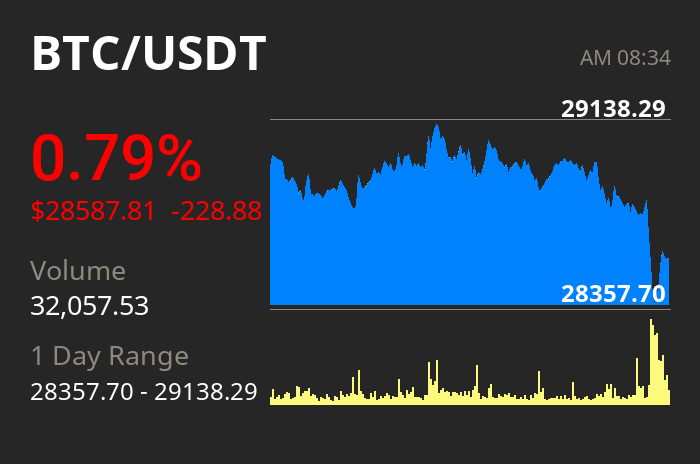 BTC/USDT
AM 08:34
29138.29
0.79%
$28587.81 -228.88
Volume
32,057.53
28357.70
1 Day Range
28357.70 - 29138.29